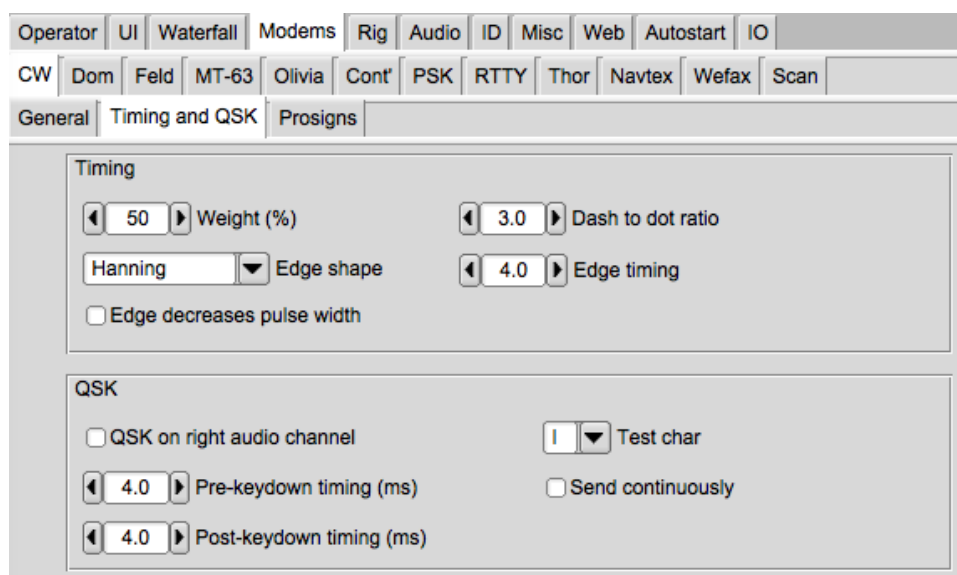 Operator UI Waterfall Modems Rig Audio ID Misc Web Autostart IO
CW Dom Feld MT-63 Olivia Cont' PSK RTTY Thor Navtex Wefax Scan
General Timing and QSK Prosigns
Timing
50 Weight (%) 3.0 Dash to dot ratio
Hanning Edge shape 4.0 Edge timing
Edge decreases pulse width
QSK
QSK on right audio channel I Test char
4.0 Pre-keydown timing (ms) Send continuously
4.0 Post-keydown timing (ms)